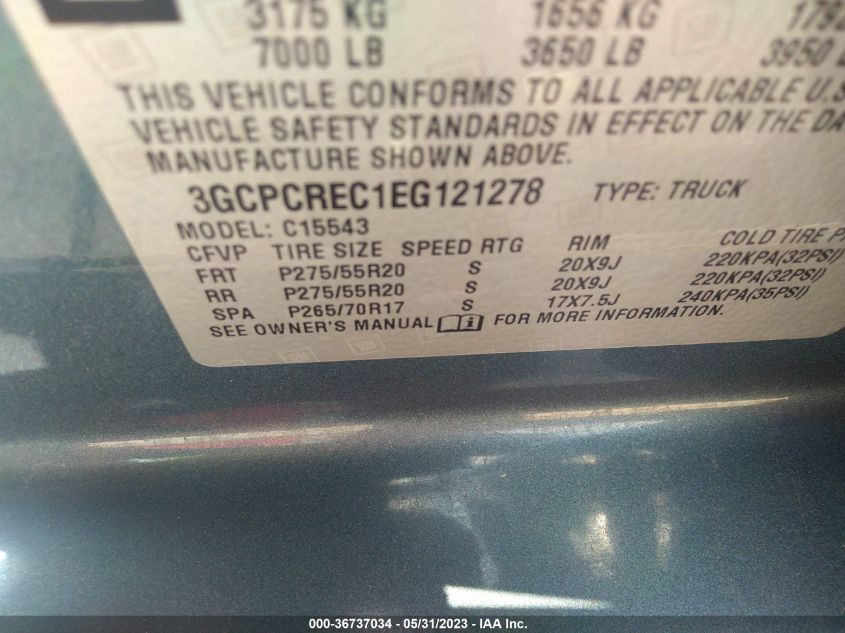 3175 KG 1656 KG 1792
7000 LB 3650 LB 3950 L
THIS VEHICLE CONFORMS TO ALL APPLICABLE U.S
VEHICLE SAFETY STANDARDS IN EFFECT ON THE DA
MANUFACTURE SHOWN ABOVE.
3GCPCREC1EG121278 TYPE: TRUCK
MODEL: C15543
CFVP TIRE SIZE SPEED RTG RIM COLD TIRE P
FRT P275/55R20 S 20X9J 220KPA(32PSI)
RR P275/55R20 S 20X9J 220KPA(32PSI)
SPA P265/70R17 S 17X7.5J 240KPA(35PSI)
SEE OWNER'S MANUAL FOR MORE INFORMATION.
000-36737034 - 05/31/2023 - IAA Inc.